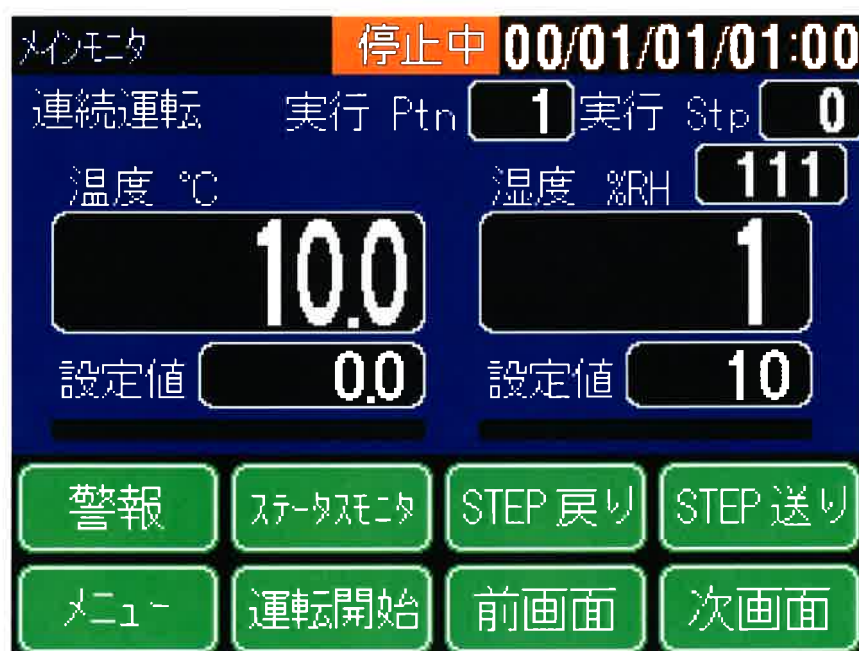 メインモニタ 停止中 00/01/01/01:00
連続運転 実行 Ptn 1 実行 Stp 0
温度 ℃ 湿度 %RH 111
10.0 1
設定値 0.0 設定値 10
警報 ステータスモニタ STEP 戻り STEP 送り
メニュー 運転開始 前画面 次画面